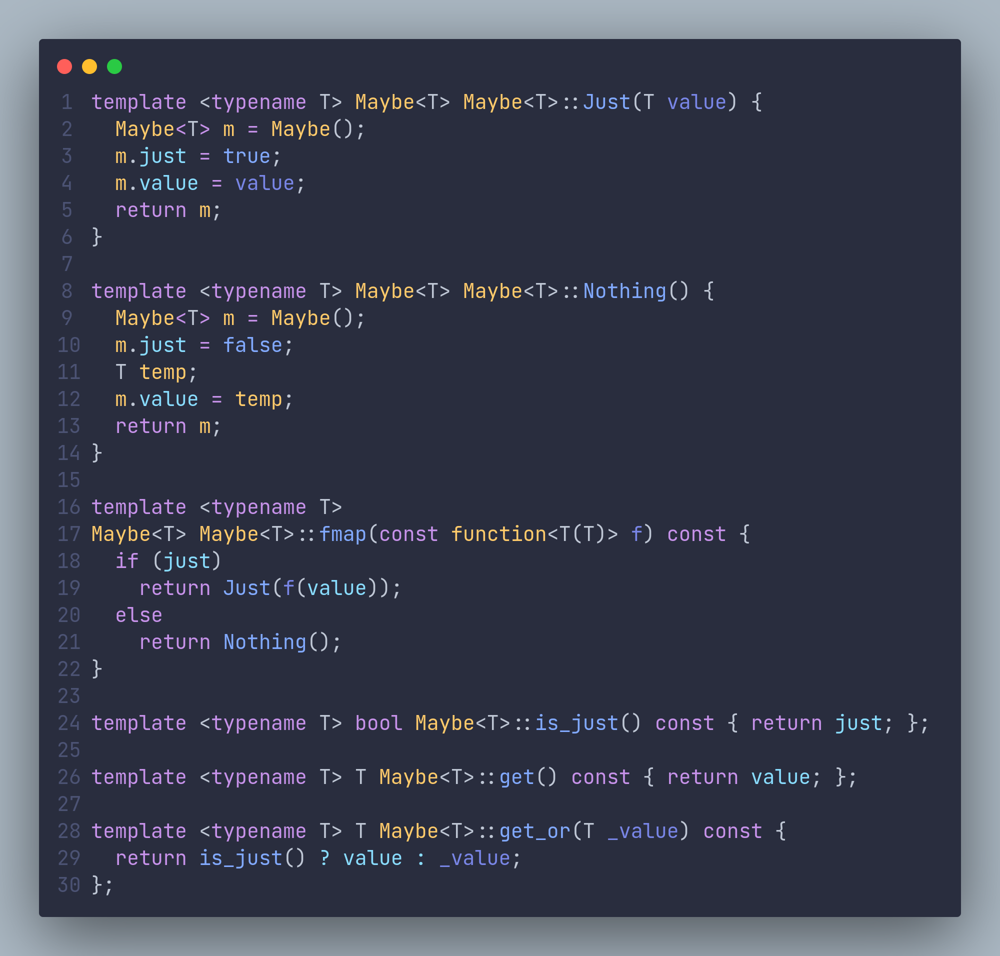 1 template <typename T> Maybe<T> Maybe<T>::Just(T value) {
2   Maybe<T> m = Maybe();
3   m.just = true;
4   m.value = value;
5   return m;
6 }
7
8 template <typename T> Maybe<T> Maybe<T>::Nothing() {
9   Maybe<T> m = Maybe();
10   m.just = false;
11   T temp;
12   m.value = temp;
13   return m;
14 }
15
16 template <typename T>
17 Maybe<T> Maybe<T>::fmap(const function<T(T)> f) const {
18   if (just)
19     return Just(f(value));
20   else
21     return Nothing();
22 }
23
24 template <typename T> bool Maybe<T>::is_just() const { return just; };
25
26 template <typename T> T Maybe<T>::get() const { return value; };
27
28 template <typename T> T Maybe<T>::get_or(T _value) const {
29   return is_just() ? value : _value;
30 };